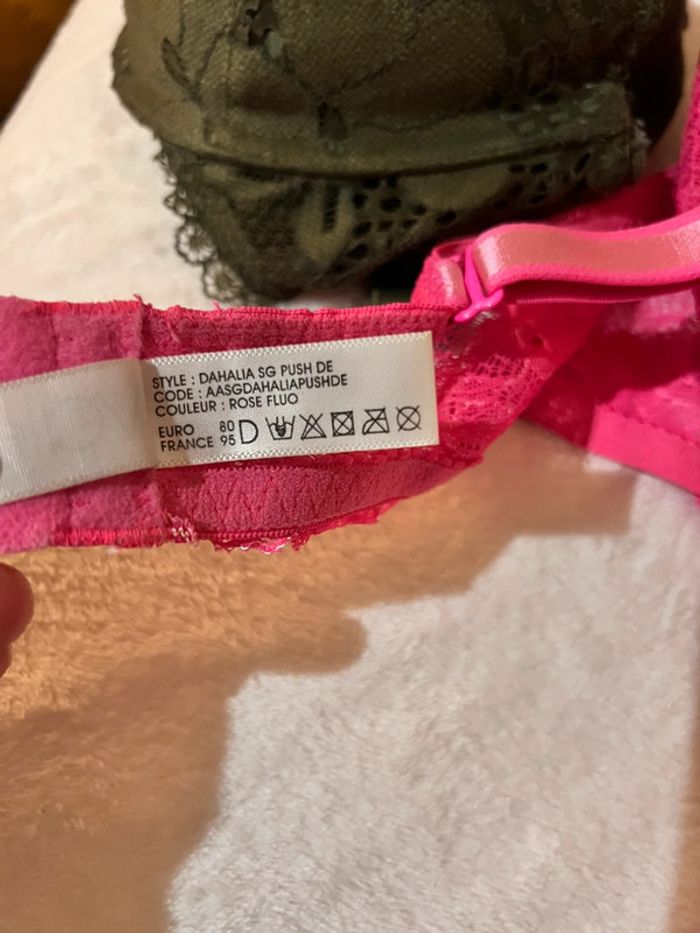 STYLE : DAHALIA SG PUSH DE
CODE : AASGDAHALIAPUSHDE
COULEUR : ROSE FLUO
EURO 80 D
FRANCE 95